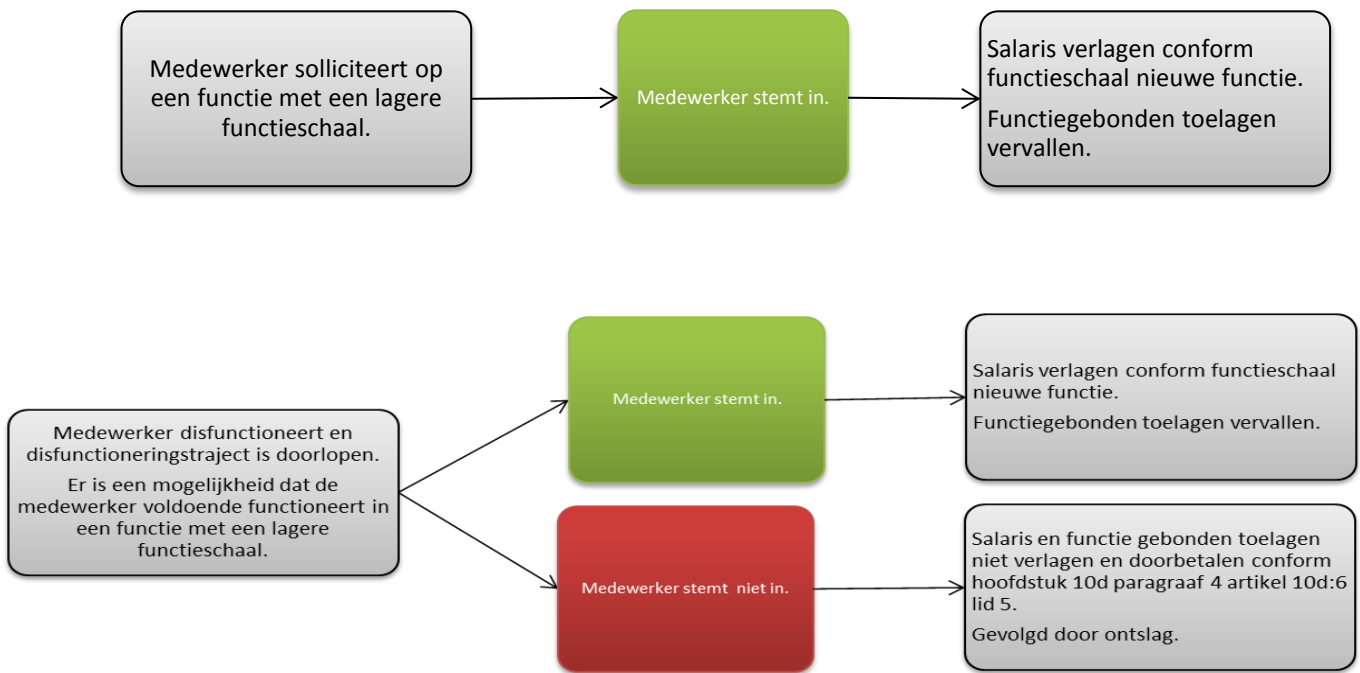 Medewerker solliciteert op
een functie met een lagere
functieschaal.
Medewerker stemt in.
Salaris verlagen conform
functieschaal nieuwe functie.
Functiegebonden toelagen
vervallen.
Medewerker disfunctioneert en
disfunctioneringstraject is doorlopen.
Er is een mogelijkheid dat de
medewerker voldoende functioneert in
een functie met een lagere
functieschaal.
Medewerker stemt in.
Salaris verlagen conform functieschaal
nieuwe functie.
Functiegebonden toelagen vervallen.
Medewerker stemt niet in.
Salaris en functie gebonden toelagen
niet verlagen en doorbetalen conform
hoofdstuk 10d paragraaf 4 artikel 10d:6
lid 5.
Gevolgd door ontslag.